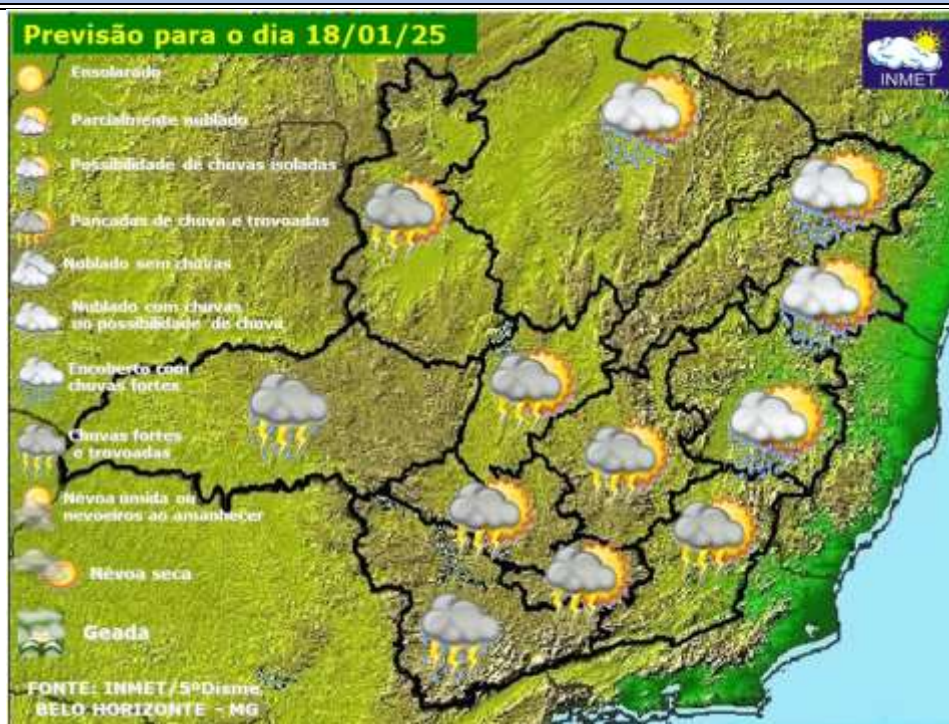 Previsão para o dia 18/01/25
INMET
Ensolarado
Parcialmente nublado
Possibilidade de chuvas isoladas
Pancadas de chuva e trovoadas
Nublado sem chuvas
Nublado com chuvas
ou possibilidade de chuva
Encoberto com
chuvas fortes
Chuvas fortes
e trovoadas
Névoa úmida ou
nevoeiros ao amanhecer
Névoa seca
Geada
FONTE: INMET/5ºDisme
BELO HORIZONTE - MG